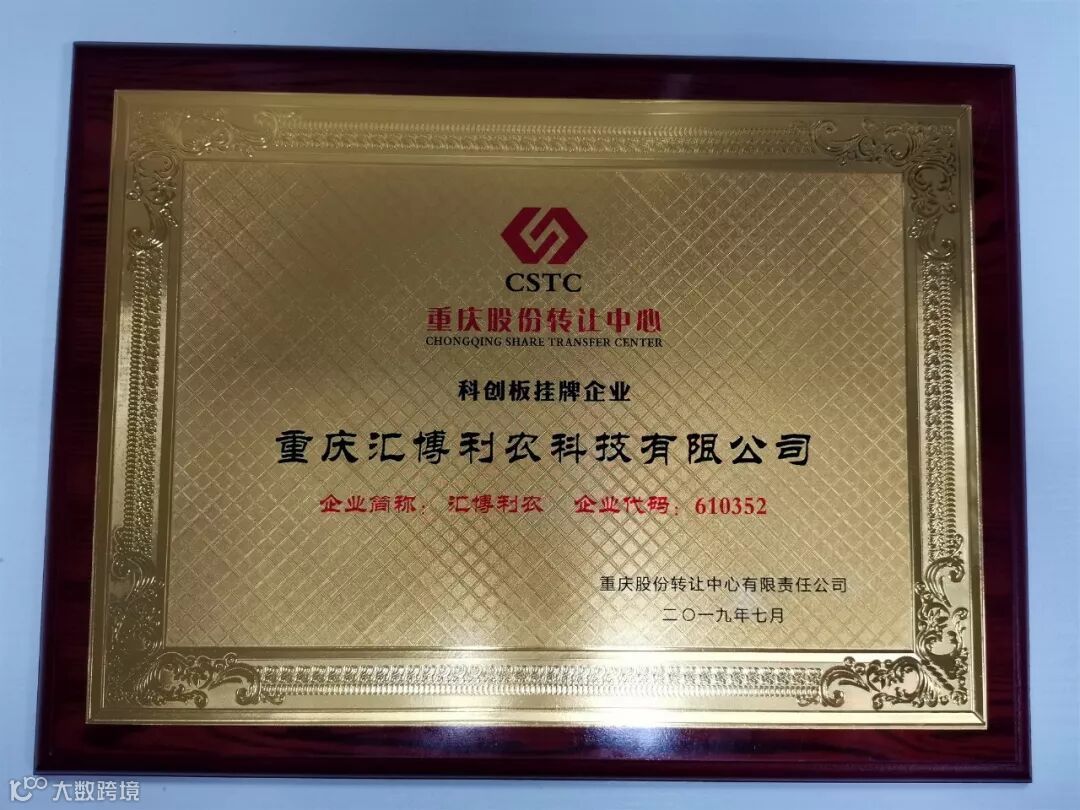 CSTC
重庆股份转让中心
CHONGQING SHARE TRANSFER CENTER
科创板挂牌企业
重庆汇博利农科技有限公司
企业简称：汇博利农 企业代码：610352
重庆股份转让中心有限责任公司
二〇一九年七月
大数跨境